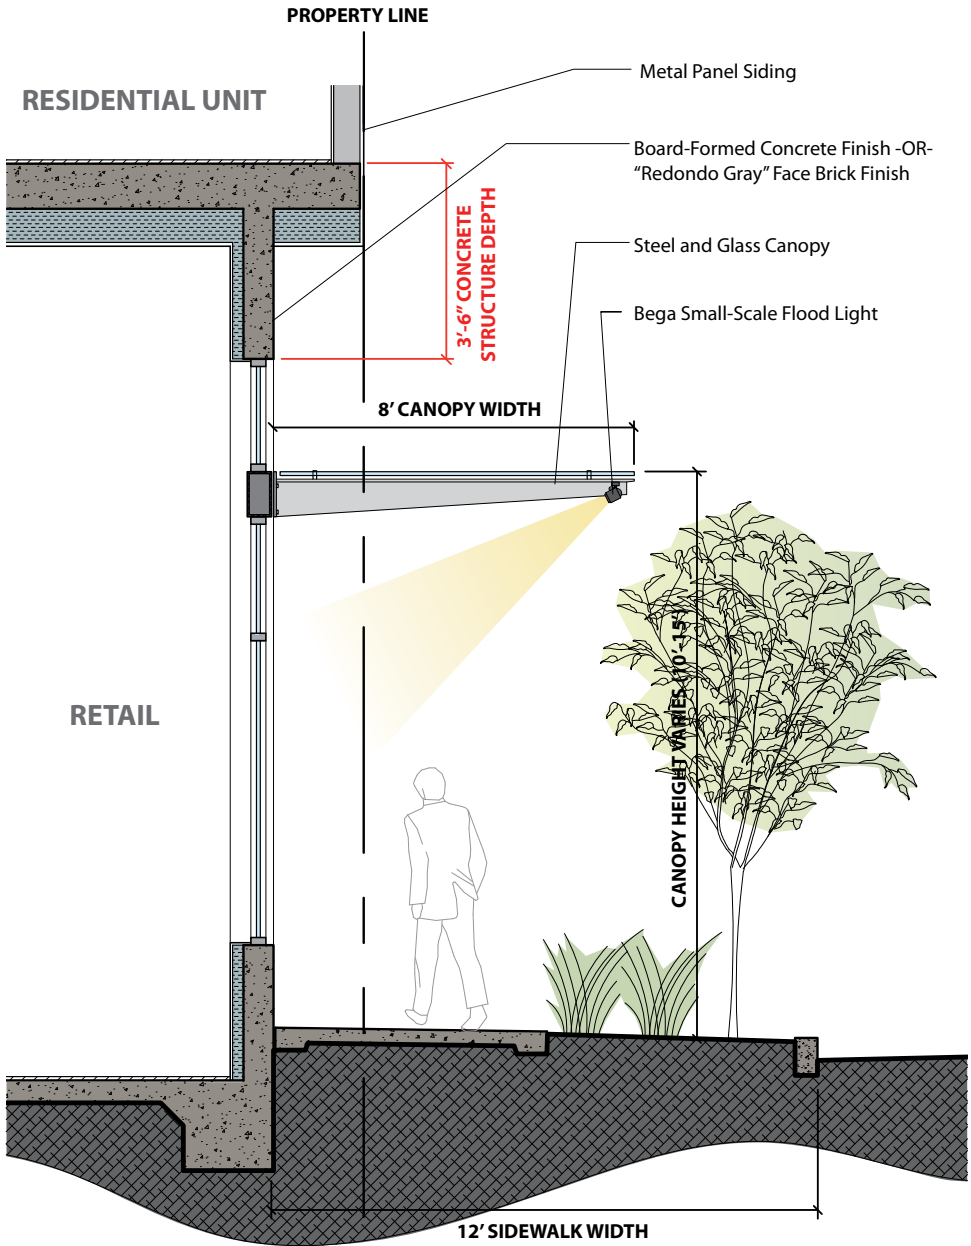 PROPERTY LINE
Metal Panel Siding
RESIDENTIAL UNIT
Board-Formed Concrete Finish -OR-
“Redondo Gray” Face Brick Finish
3’-6” CONCRETE
STRUCTURE DEPTH
Steel and Glass Canopy
Bega Small-Scale Flood Light
8’ CANOPY WIDTH
CANOPY HEIGHT VARIES (10’-15’)
RETAIL
12’ SIDEWALK WIDTH